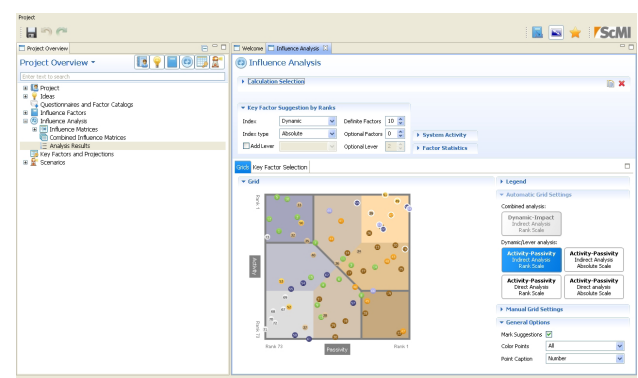 Project
ScMI
Project Overview
Welcome
Influence Analysis
Project Overview
Influence Analysis
Enter text to search
Project
Ideas
Questionnaires and Factor Catalogs
Influence Factors
Influence Analysis
Influence Matrices
Combined Influence Matrices
Analysis Results
Key Factors and Projections
Scenarios
Calculation Selection
Key Factor Suggestion by Ranks
Index Dynamic Definite Factors 10
Index type Absolute Optional Factors 0
Add Lever Optional Lever
System Activity
Factor Statistics
Grids Key Factor Selection
Grid
Rank 1
Activity
Rank 73
Rank 73 Passivity Rank 1
Legend
Automatic Grid Settings
Combined analysis:
Dynamic-Impact
Indirect Analysis
Rank Scale
Dynamic/Lever analysis:
Activity-Passivity
Indirect Analysis
Rank Scale
Activity-Passivity
Indirect Analysis
Absolute Scale
Activity-Passivity
Direct Analysis
Rank Scale
Activity-Passivity
Direct Analysis
Absolute Scale
Manual Grid Settings
General Options
Mark Suggestions
Color Points All
Point Caption Number